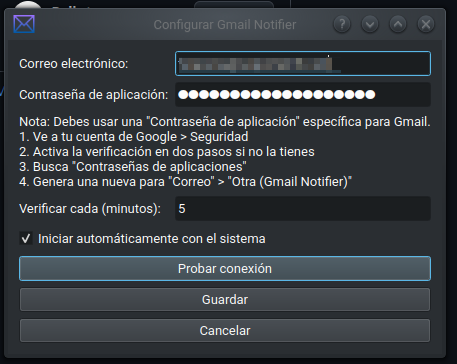 Configurar Gmail Notifier
Correo electrónico:
Contraseña de aplicación: ●●●●●●●●●●●●●●●●●●●
Nota: Debes usar una "Contraseña de aplicación" específica para Gmail.
1. Ve a tu cuenta de Google > Seguridad
2. Activa la verificación en dos pasos si no la tienes
3. Busca "Contraseñas de aplicaciones"
4. Genera una nueva para "Correo" > "Otra (Gmail Notifier)"
Verificar cada (minutos): 5
Iniciar automáticamente con el sistema
Probar conexión
Guardar
Cancelar